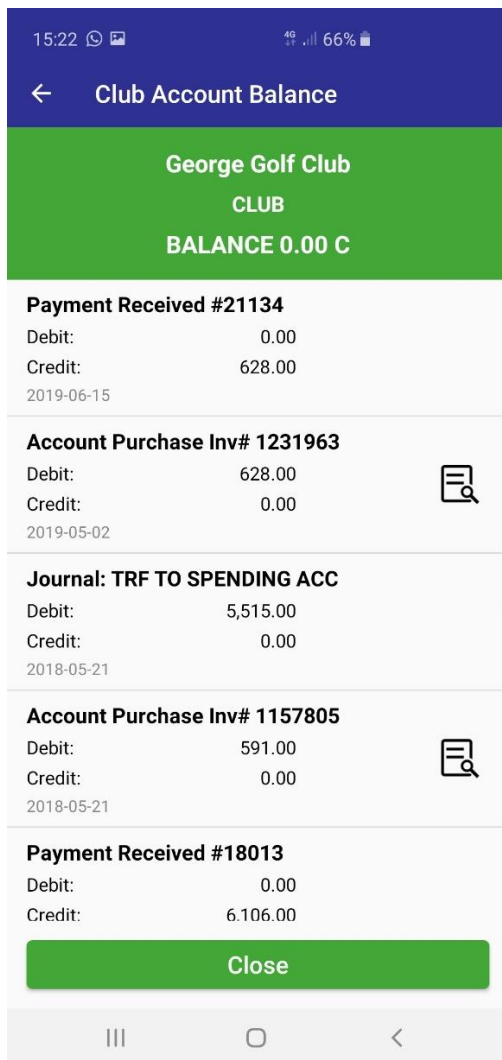 15:22 4G 66%
Club Account Balance
George Golf Club
CLUB
BALANCE 0.00 C
Payment Received #21134
Debit: 0.00
Credit: 628.00
2019-06-15
Account Purchase Inv# 1231963
Debit: 628.00
Credit: 0.00
2019-05-02
Journal: TRF TO SPENDING ACC
Debit: 5,515.00
Credit: 0.00
2018-05-21
Account Purchase Inv# 1157805
Debit: 591.00
Credit: 0.00
2018-05-21
Payment Received #18013
Debit: 0.00
Credit: 6,106.00
Close